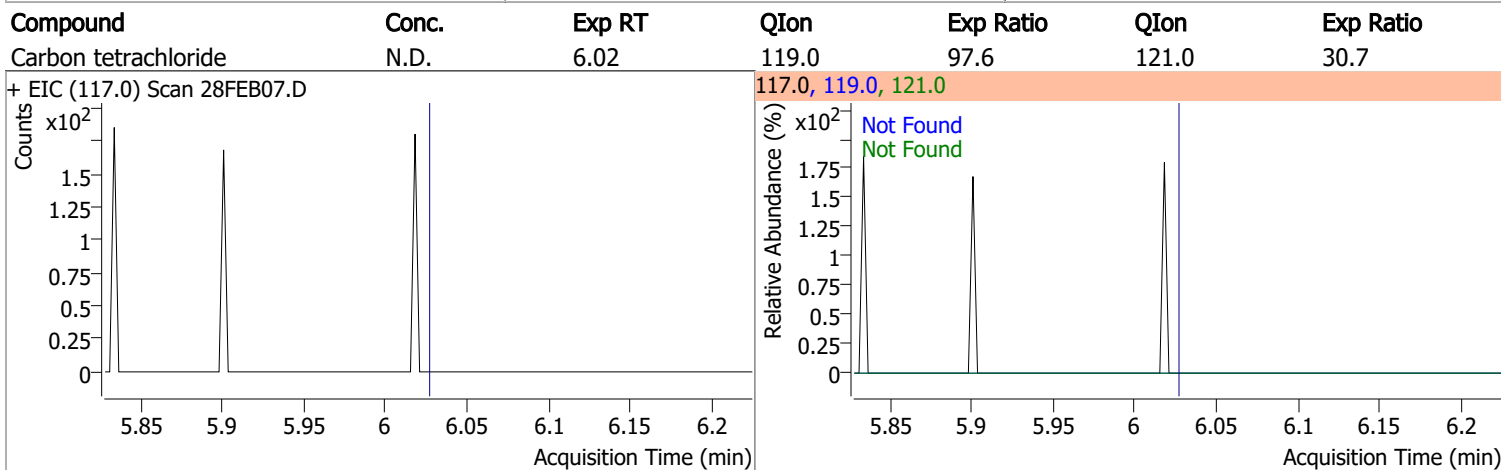 Compound Conc. Exp RT QIon Exp Ratio QIon Exp Ratio
Carbon tetrachloride N.D. 6.02 119.0 97.6 121.0 30.7
+ EIC (117.0) Scan 28FEB07.D
Counts
x10²
1.5
1.25
1
0.75
0.5
0.25
0
5.85 5.9 5.95 6 6.05 6.1 6.15 6.2
Acquisition Time (min)
117.0, 119.0, 121.0
Relative Abundance (%)
x10²
Not Found
Not Found
1.75
1.5
1.25
1
0.75
0.5
0.25
0
5.85 5.9 5.95 6 6.05 6.1 6.15 6.2
Acquisition Time (min)